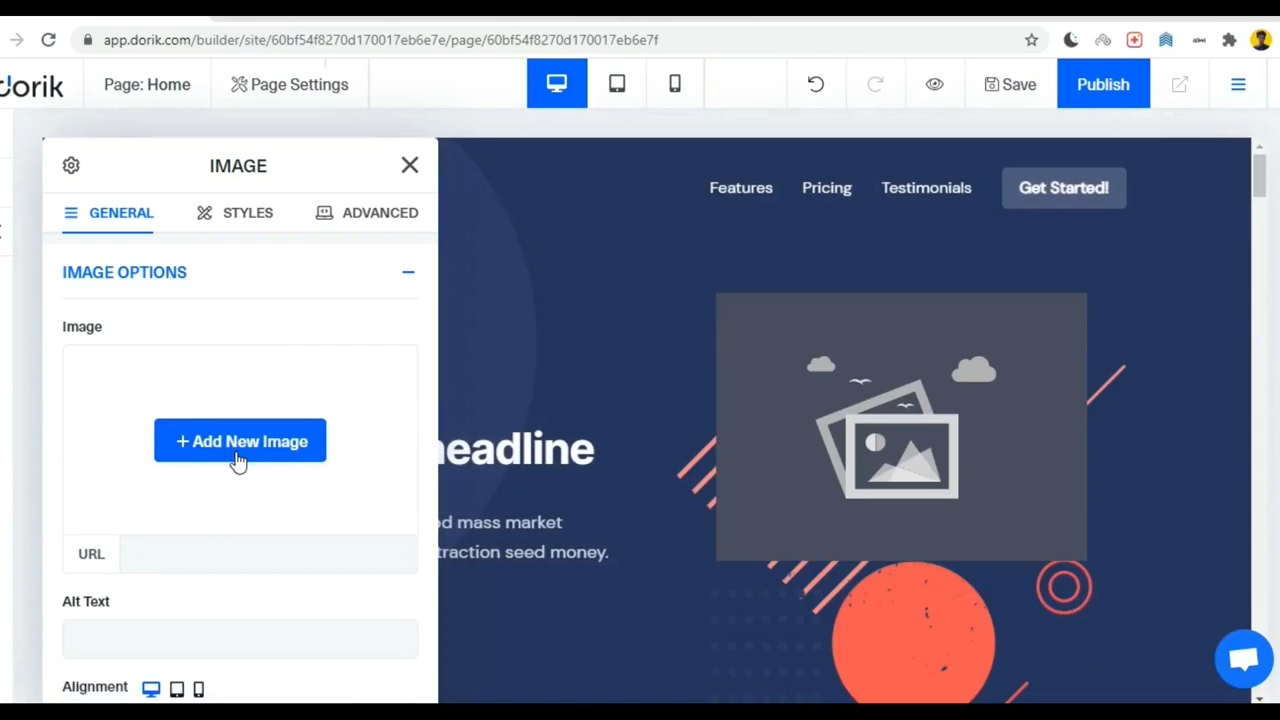 app.dorik.com/builder/site/60bf54f8270d170017eb6e7e/page/60bf54f8270d170017eb6e7f
dorik
Page: Home
Page Settings
Save
Publish
IMAGE
GENERAL
STYLES
ADVANCED
IMAGE OPTIONS
Image
+ Add New Image
URL
Alt Text
Alignment
Features
Pricing
Testimonials
Get Started!
headline
mass market
traction seed money.